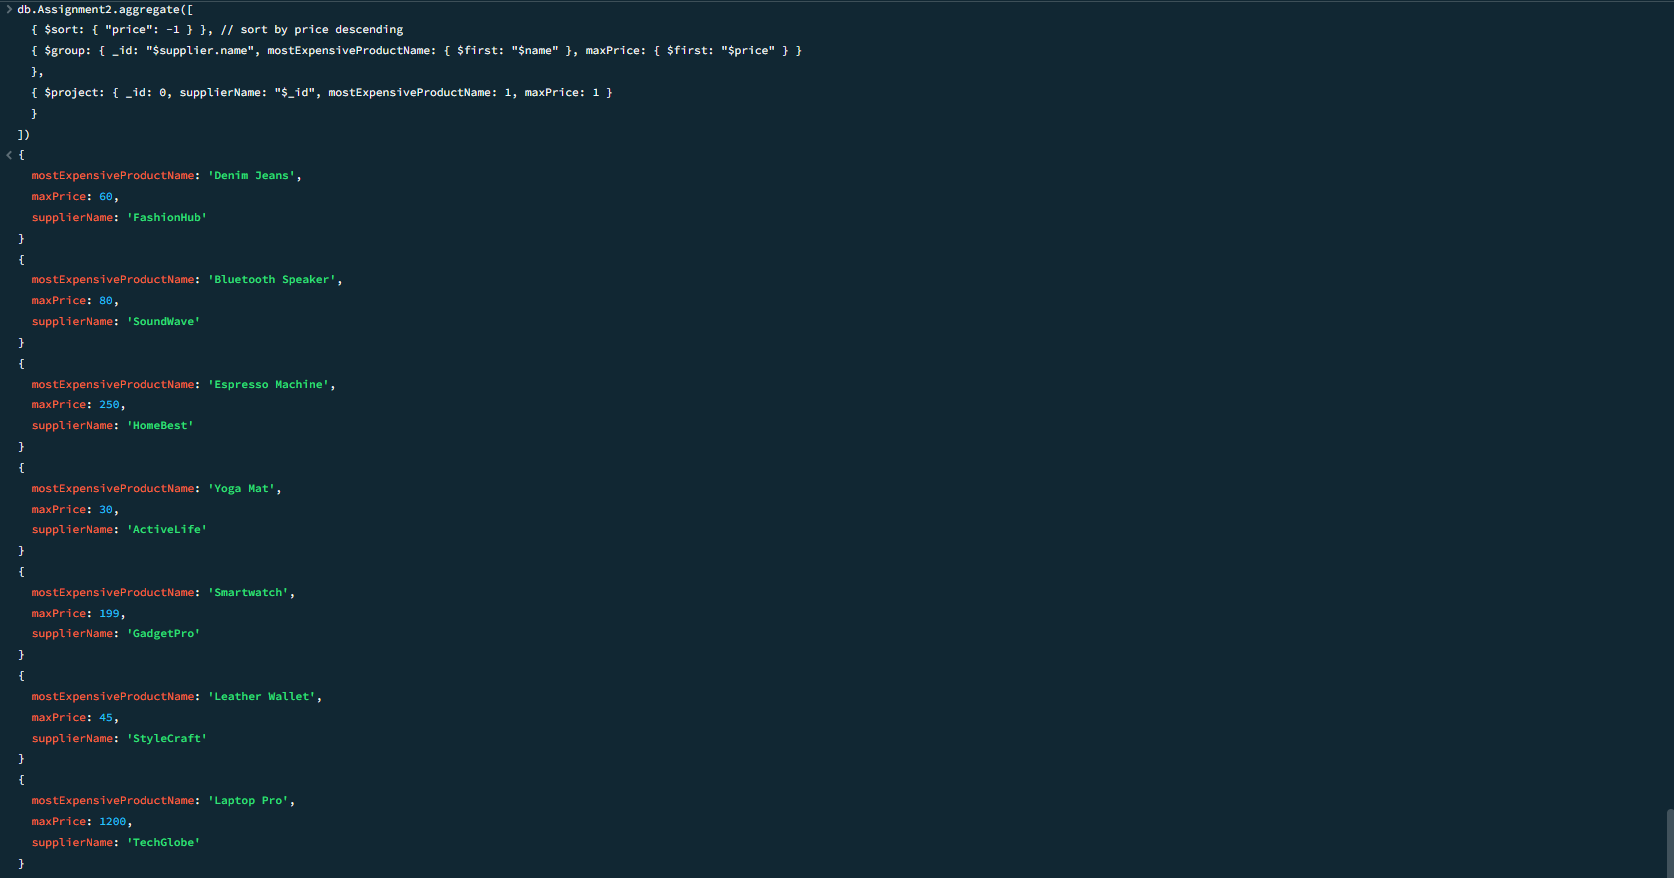 > db.Assignment2.aggregate([
{ $sort: { "price": -1 } }, // sort by price descending
{ $group: { _id: "$supplier.name", mostExpensiveProductName: { $first: "$name" }, maxPrice: { $first: "$price" } }
},
{ $project: { _id: 0, supplierName: "$_id", mostExpensiveProductName: 1, maxPrice: 1 }
}
])
< {
mostExpensiveProductName: 'Denim Jeans',
maxPrice: 60,
supplierName: 'FashionHub'
}
{
mostExpensiveProductName: 'Bluetooth Speaker',
maxPrice: 80,
supplierName: 'SoundWave'
}
{
mostExpensiveProductName: 'Espresso Machine',
maxPrice: 250,
supplierName: 'HomeBest'
}
{
mostExpensiveProductName: 'Yoga Mat',
maxPrice: 30,
supplierName: 'ActiveLife'
}
{
mostExpensiveProductName: 'Smartwatch',
maxPrice: 199,
supplierName: 'GadgetPro'
}
{
mostExpensiveProductName: 'Leather Wallet',
maxPrice: 45,
supplierName: 'StyleCraft'
}
{
mostExpensiveProductName: 'Laptop Pro',
maxPrice: 1200,
supplierName: 'TechGlobe'
}